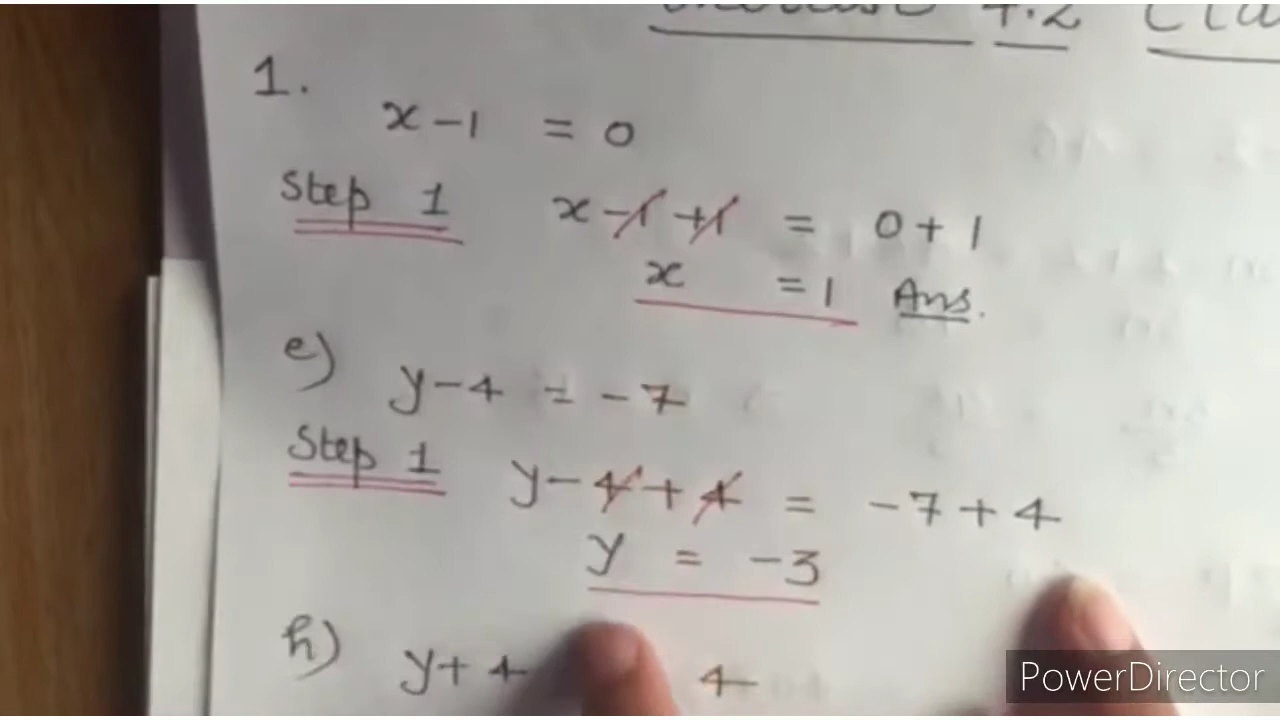 4.2
1.
x-1 = 0
Step 1 x-1+1 = 0+1
x =1 Ans.
e)
y-4 = -7
Step 1 y-4+4 = -7+4
y = -3
h) y+4 4
PowerDirector